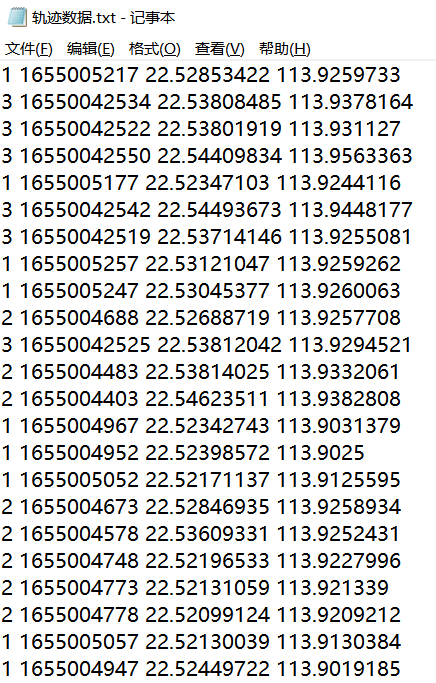 轨迹数据.txt - 记事本
文件(F) 编辑(E) 格式(O) 查看(V) 帮助(H)
1 1655005217 22.52853422 113.9259733
3 16550042534 22.53808485 113.9378164
3 16550042522 22.53801919 113.931127
3 16550042550 22.54409834 113.9563363
1 1655005177 22.52347103 113.9244116
3 16550042542 22.54493673 113.9448177
3 16550042519 22.53714146 113.9255081
1 1655005257 22.53121047 113.9259262
1 1655005247 22.53045377 113.9260063
2 1655004688 22.52688719 113.9257708
3 16550042525 22.53812042 113.9294521
2 1655004483 22.53814025 113.9332061
2 1655004403 22.54623511 113.9382808
1 1655004967 22.52342743 113.9031379
1 1655004952 22.52398572 113.9025
1 1655005052 22.52171137 113.9125595
2 1655004673 22.52846935 113.9258934
2 1655004578 22.53609331 113.9252431
2 1655004748 22.52196533 113.9227996
2 1655004773 22.52131059 113.921339
2 1655004778 22.52099124 113.9209212
1 1655005057 22.52130039 113.9130384
1 1655004947 22.52449722 113.9019185